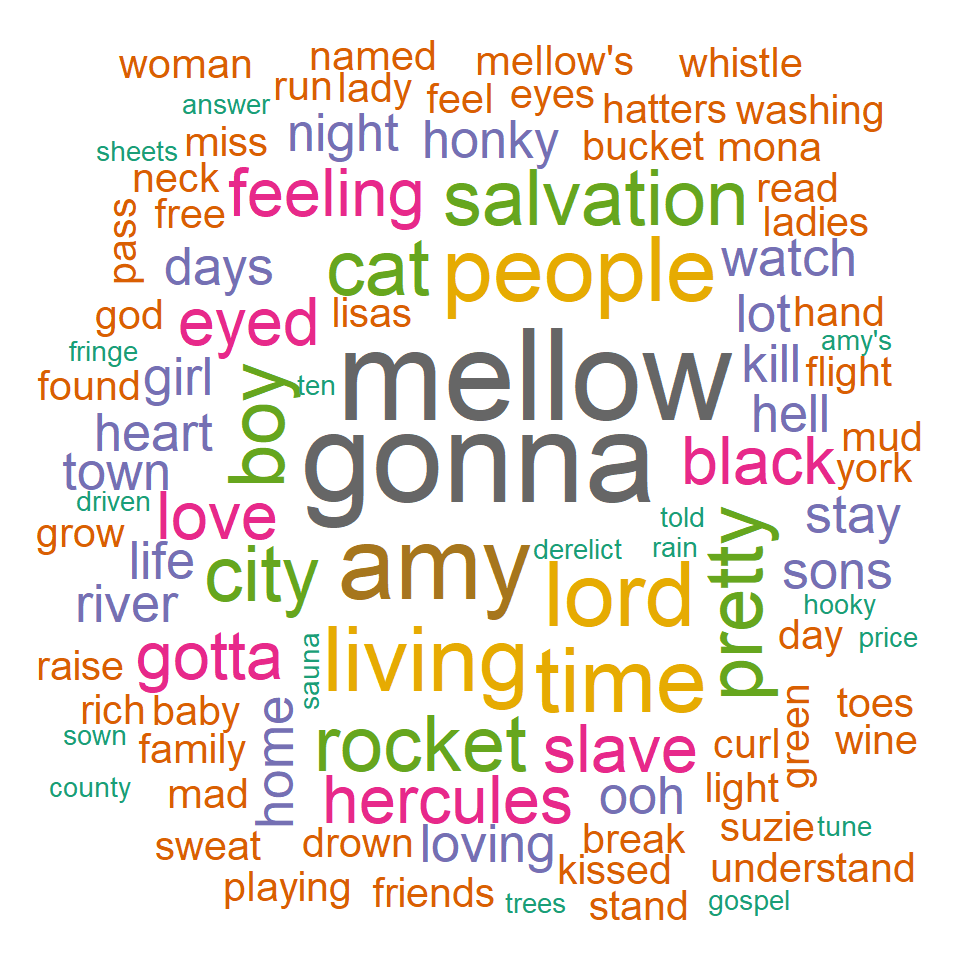 woman named mellow's whistle
answer run lady feel eyes hatters washing
sheets miss night honky bucket mona
neck feeling salvation read
pass free ladies
days cat people watch
god eyed lisas lot hand
fringe mellow amy's
found girl boy ten kill flight
heart gonna hell mud
town black york
driven love told stay
grow life city amy derelict rain pretty sons
river lord hooky
raise gotta sauna living time day price
rich baby home green toes
sown family rocket slave curl wine
county mad hercules ooh light
sweat drown loving break suzie tune
playing friends kissed understand
trees stand gospel